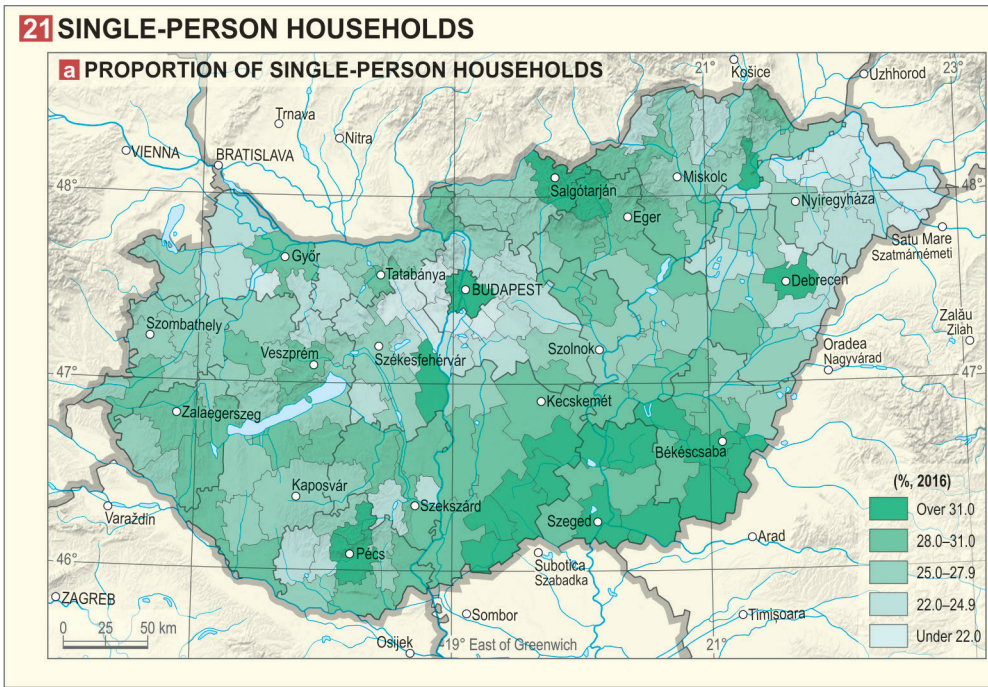 21 SINGLE-PERSON HOUSEHOLDS
a PROPORTION OF SINGLE-PERSON HOUSEHOLDS
21°
Košice
23°
Uzhhorod
Trnava
Nitra
VIENNA
BRATISLAVA
48°
Salgótarján
Miskolc
48°
Nyíregyháza
Eger
Satu Mare
Szatmárnémeti
Győr
Tatabánya
BUDAPEST
Debrecen
Szombathely
Zalău
Zilah
Veszprém
Székesfehérvár
Szolnok
Oradea
Nagyvárad
47°
47°
Zalaegerszeg
Kecskemét
Békéscsaba
Kaposvár
Szekszárd
Szeged
Varaždin
Pécs
Arad
46°
Subotica
Szabadka
ZAGREB
Sombor
Timișoara
Osijek
19° East of Greenwich
21°
0 25 50 km
(%, 2016)
Over 31.0
28.0–31.0
25.0–27.9
22.0–24.9
Under 22.0